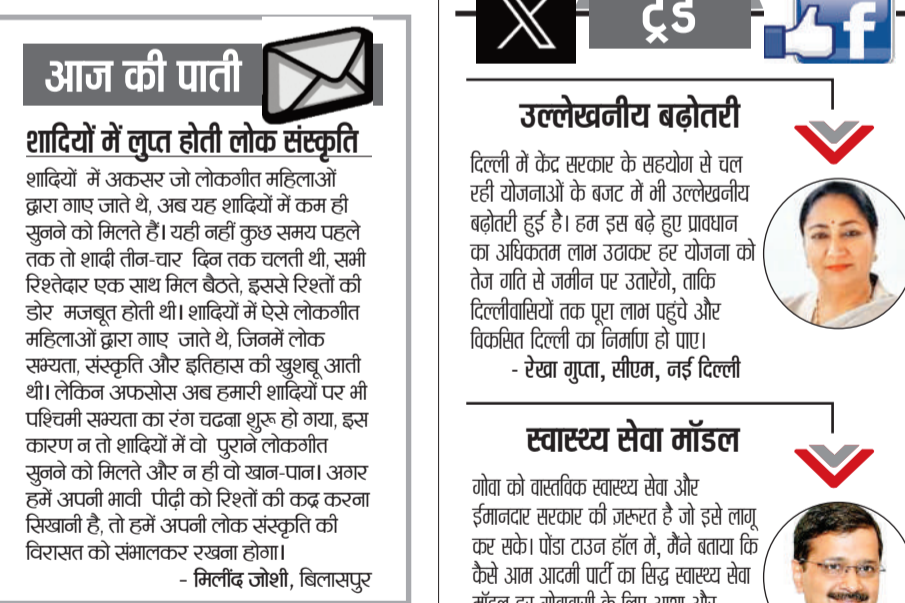 आज की पाती
शादियों में लुप्त होती लोक संस्कृति
शादियों में अकसर जो लोकगीत महिलाओं
द्वारा गाए जाते थे, अब यह शादियों में कम ही
सुनने को मिलते हैं। यही नहीं कुछ समय पहले
तक तो शादी तीन-चार दिन तक चलती थी, सभी
रिश्तेदार एक साथ मिल बैठते, इससे रिश्तों की
डोर मजबूत होती थी। शादियों में ऐसे लोकगीत
महिलाओं द्वारा गाए जाते थे, जिनमें लोक
सभ्यता, संस्कृति और इतिहास की खुशबू आती
थी। लेकिन अफसोस अब हमारी शादियों पर भी
पश्चिमी सभ्यता का रंग चढना शुरू हो गया, इस
कारण न तो शादियों में वो पुराने लोकगीत
सुनने को मिलते और न ही वो खान-पान। अगर
हमें अपनी भावी पीढ़ी को रिश्तों की कद्र करना
सिखानी है, तो हमें अपनी लोक संस्कृति की
विरासत को संभालकर रखना होगा।
- मिलींद जोशी, बिलासपुर
X ट्रेंड f
उल्लेखनीय बढ़ोतरी
दिल्ली में केंद्र सरकार के सहयोग से चल
रही योजनाओं के बजट में भी उल्लेखनीय
बढ़ोतरी हुई है। हम इस बढ़े हुए प्रावधान
का अधिकतम लाभ उठाकर हर योजना को
तेज गति से जमीन पर उतारेंगे, ताकि
दिल्लीवासियों तक पूरा लाभ पहुंचे और
विकसित दिल्ली का निर्माण हो पाए।
- रेखा गुप्ता, सीएम, नई दिल्ली
स्वास्थ्य सेवा मॉडल
गोवा को वास्तविक स्वास्थ्य सेवा और
ईमानदार सरकार की ज़रूरत है जो इसे लागू
कर सके। पोंडा टाउन हॉल में, मैंने बताया कि
कैसे आम आदमी पार्टी का सिद्ध स्वास्थ्य सेवा
मॉडल हर गोवावासी के लिए आशा और